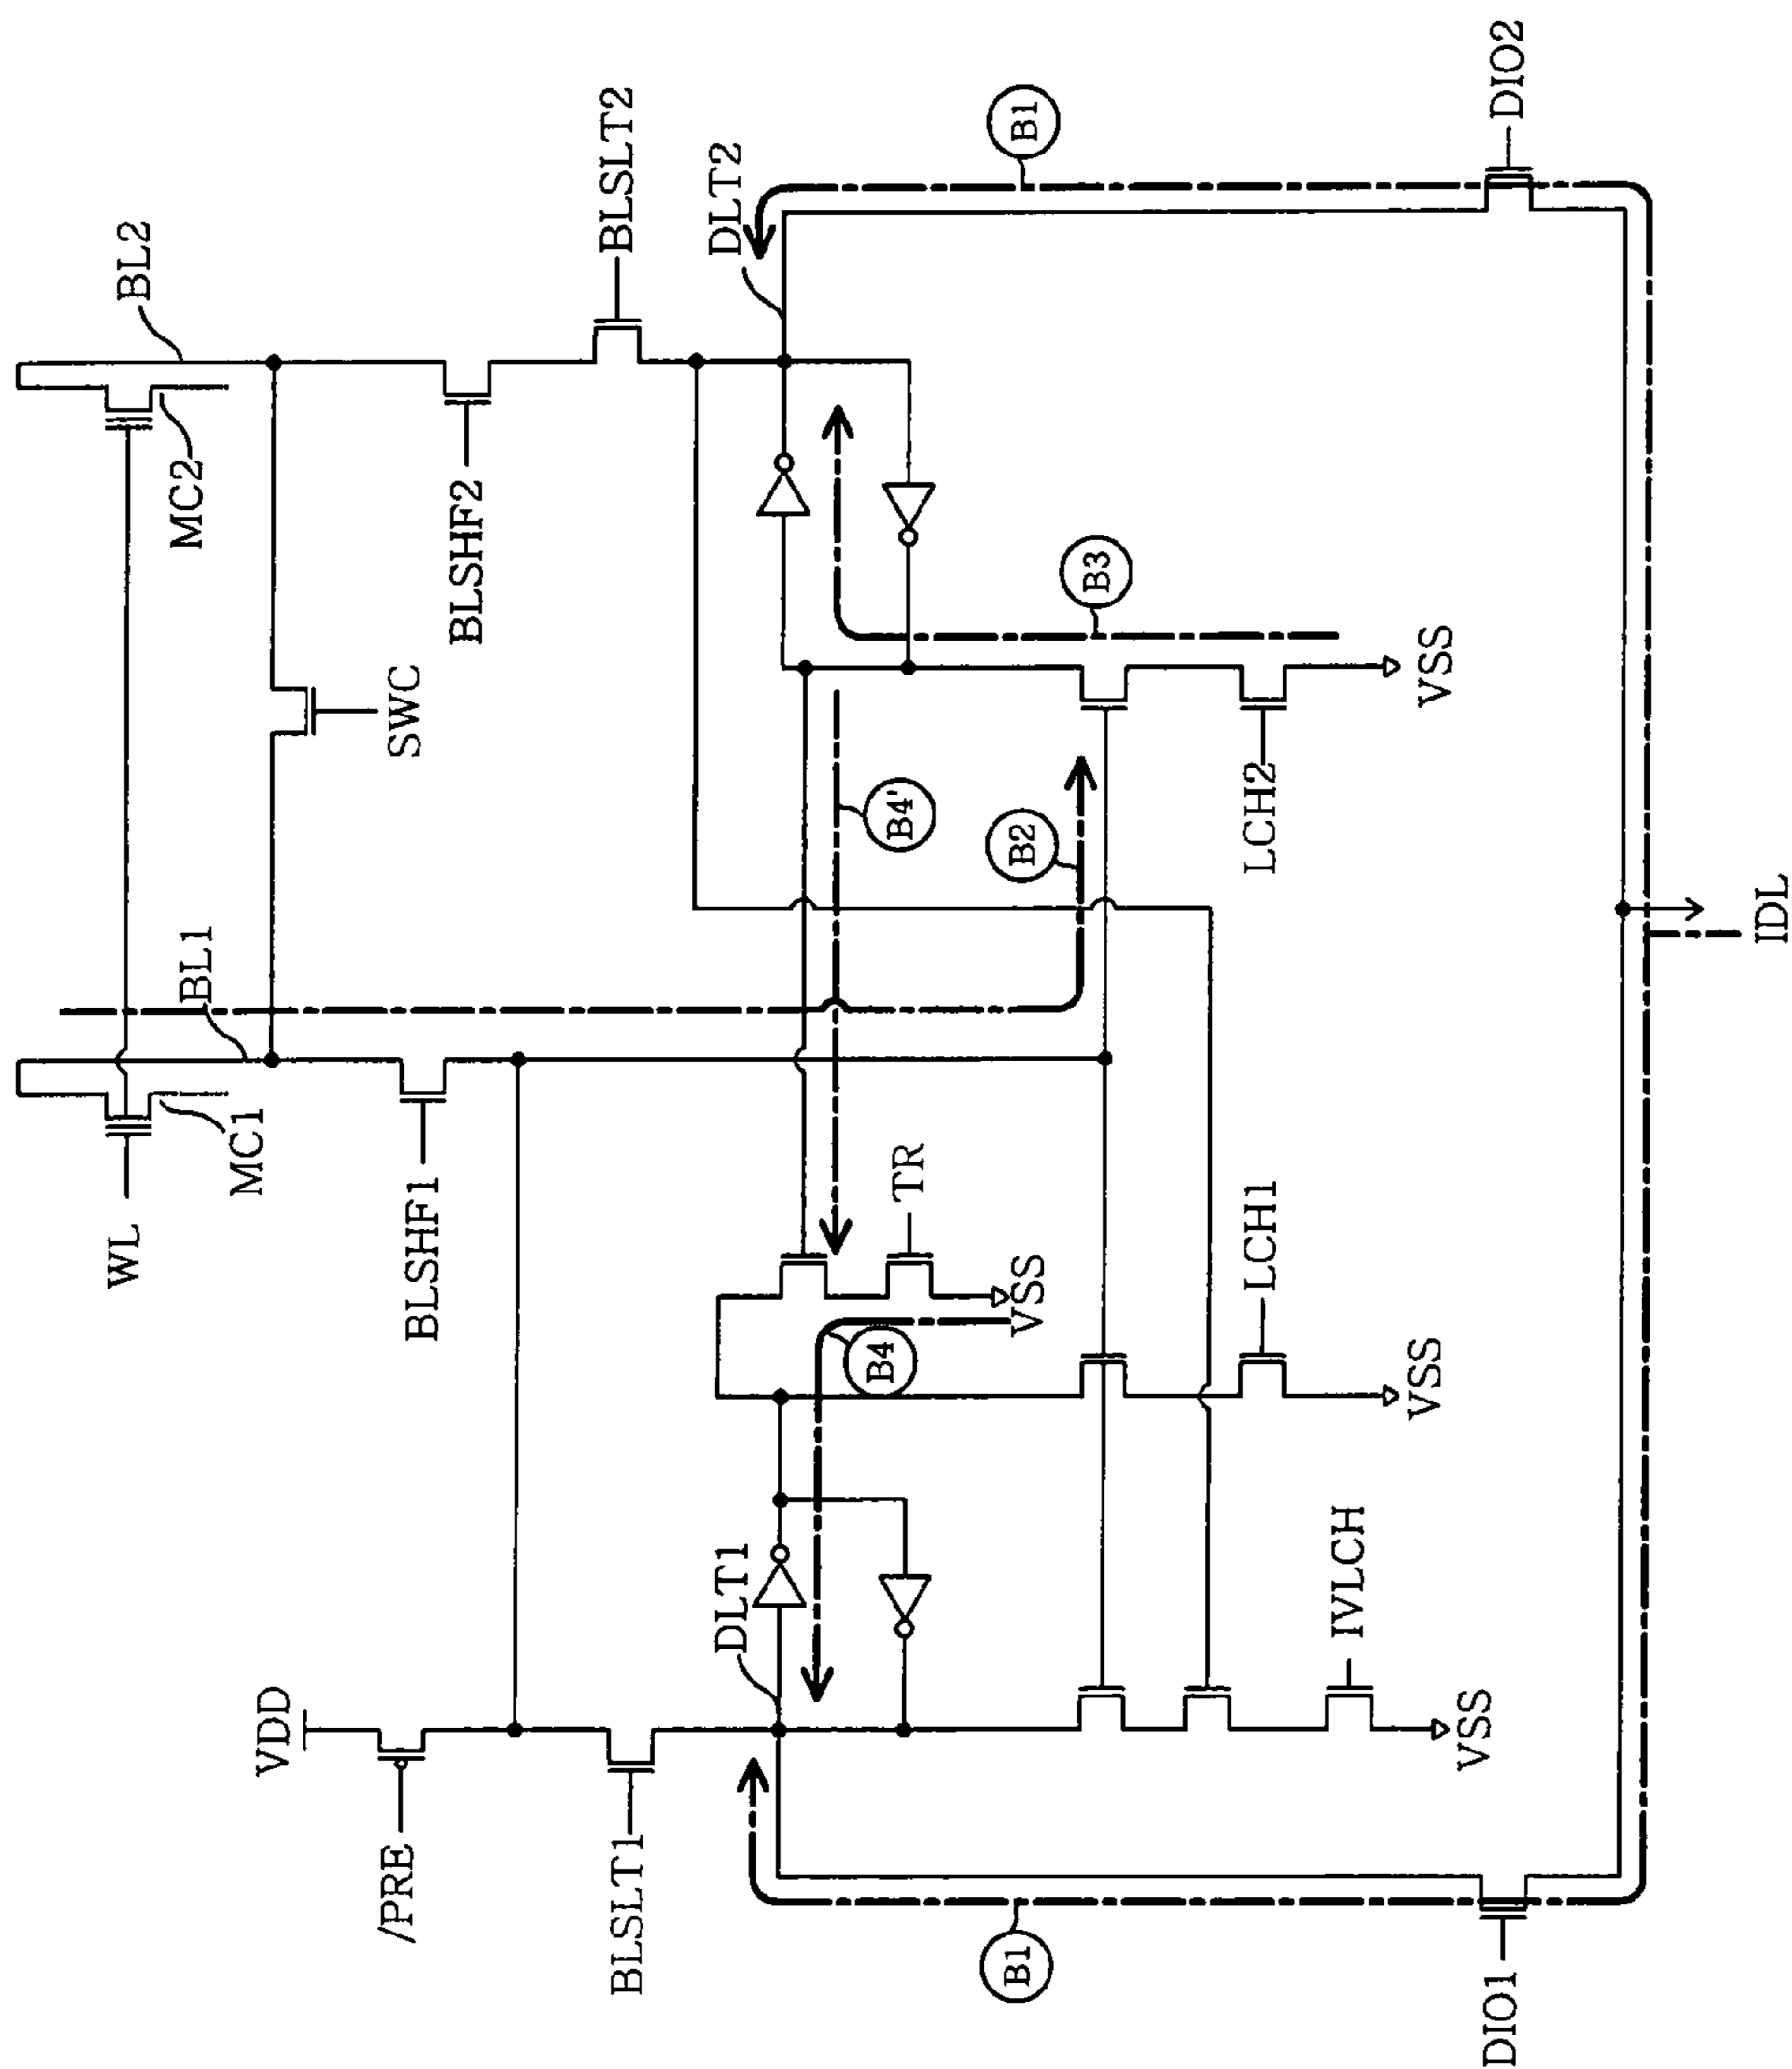 WL
MC1
BL1
MC2
BL2
SWC
BLSHF1
BLSHF2
VDD
/PRE
BLSLT1
BLSLT2
DLT1
DLT2
TR
VSS
B4
B4'
B2
B3
B1
B1
IVLCH
LCH1
LCH2
VSS
VSS
VSS
DIO1
DIO2
IDL